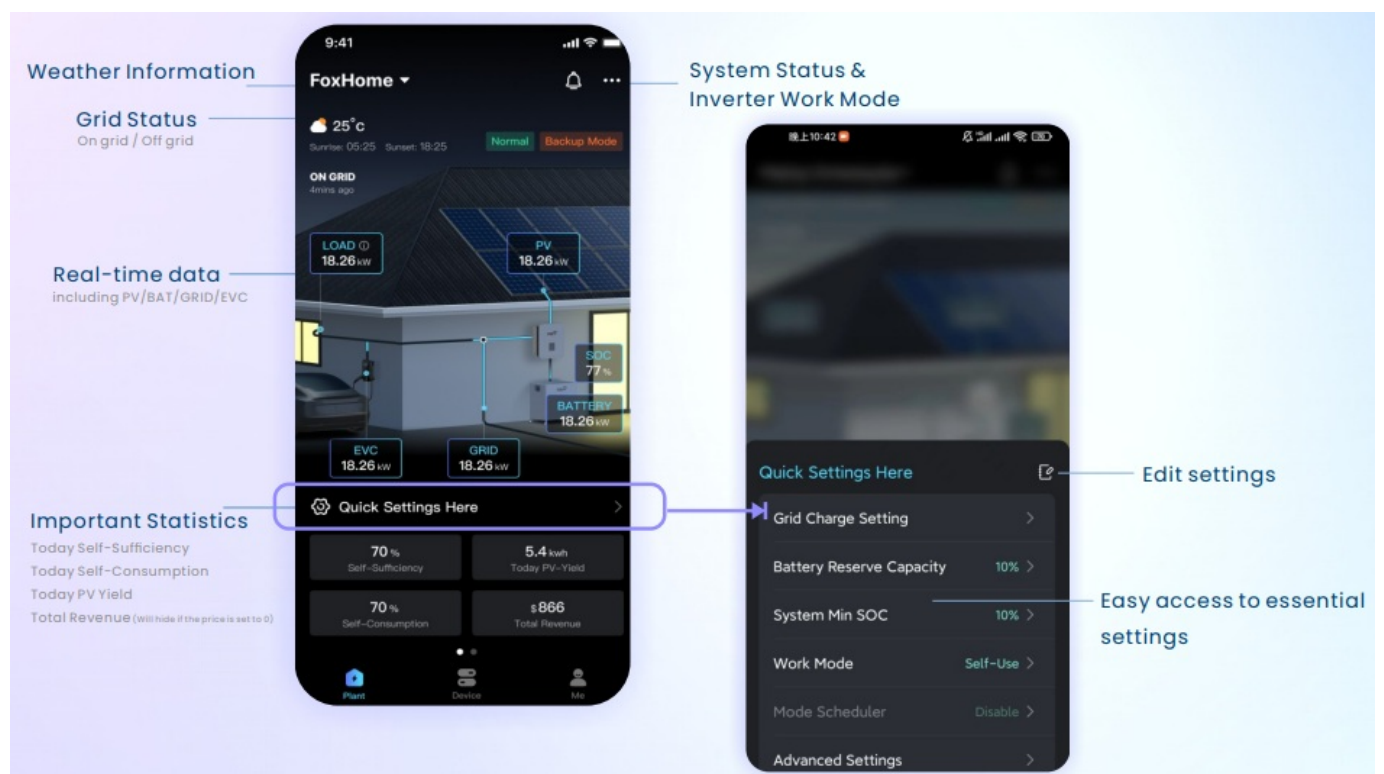 Weather Information
Grid Status
On grid / Off grid
Real-time data
including PV/BAT/GRID/EVC
Important Statistics
Today Self-Sufficiency
Today Self-Consumption
Today PV Yield
Total Revenue (Will hide if the price is set to 0)
9:41
FoxHome
25°c
Sunrise: 05:25 Sunset: 18:25
Normal
Backup Mode
ON GRID
4mins ago
LOAD
18.26 kW
PV
18.26 kW
SOC
77 %
BATTERY
18.26 kW
EVC
18.26 kW
GRID
18.26 kW
Quick Settings Here
70 %
Self-Sufficiency
5.4 kwh
Today PV-Yield
70 %
Self-Consumption
$ 866
Total Revenue
Plant
Device
Me
System Status &
Inverter Work Mode
晚上10:42
Quick Settings Here
Grid Charge Setting
Battery Reserve Capacity 10%
System Min SOC 10%
Work Mode Self-Use
Mode Scheduler Disable
Advanced Settings
Edit settings
Easy access to essential
settings